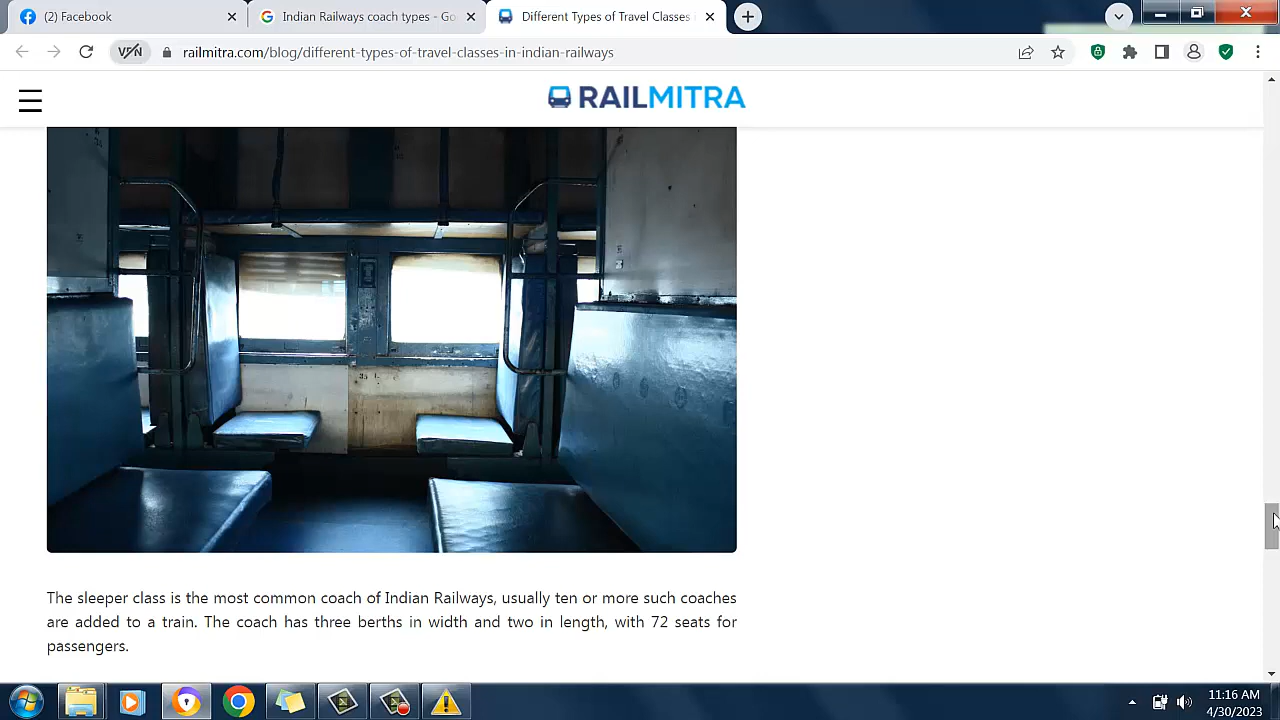 (2) Facebook
Indian Railways coach types - G
Different Types of Travel Classes
VPN
railmitra.com/blog/different-types-of-travel-classes-in-indian-railways
RAILMITRA
The sleeper class is the most common coach of Indian Railways, usually ten or more such coaches
are added to a train. The coach has three berths in width and two in length, with 72 seats for
passengers.
11:16 AM
4/30/2023